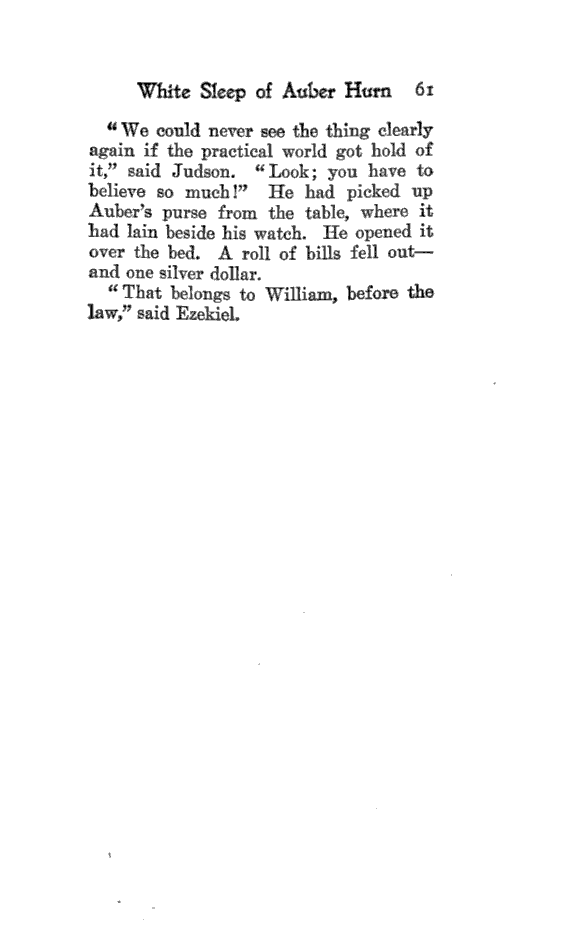 White Sleep of Auber Hurn 61
“We could never see the thing clearly
again if the practical world got hold of
it,” said Judson. “Look; you have to
believe so much!” He had picked up
Auber’s purse from the table, where it
had lain beside his watch. He opened it
over the bed. A roll of bills fell out—
and one silver dollar.
“That belongs to William, before the
law,” said Ezekiel.